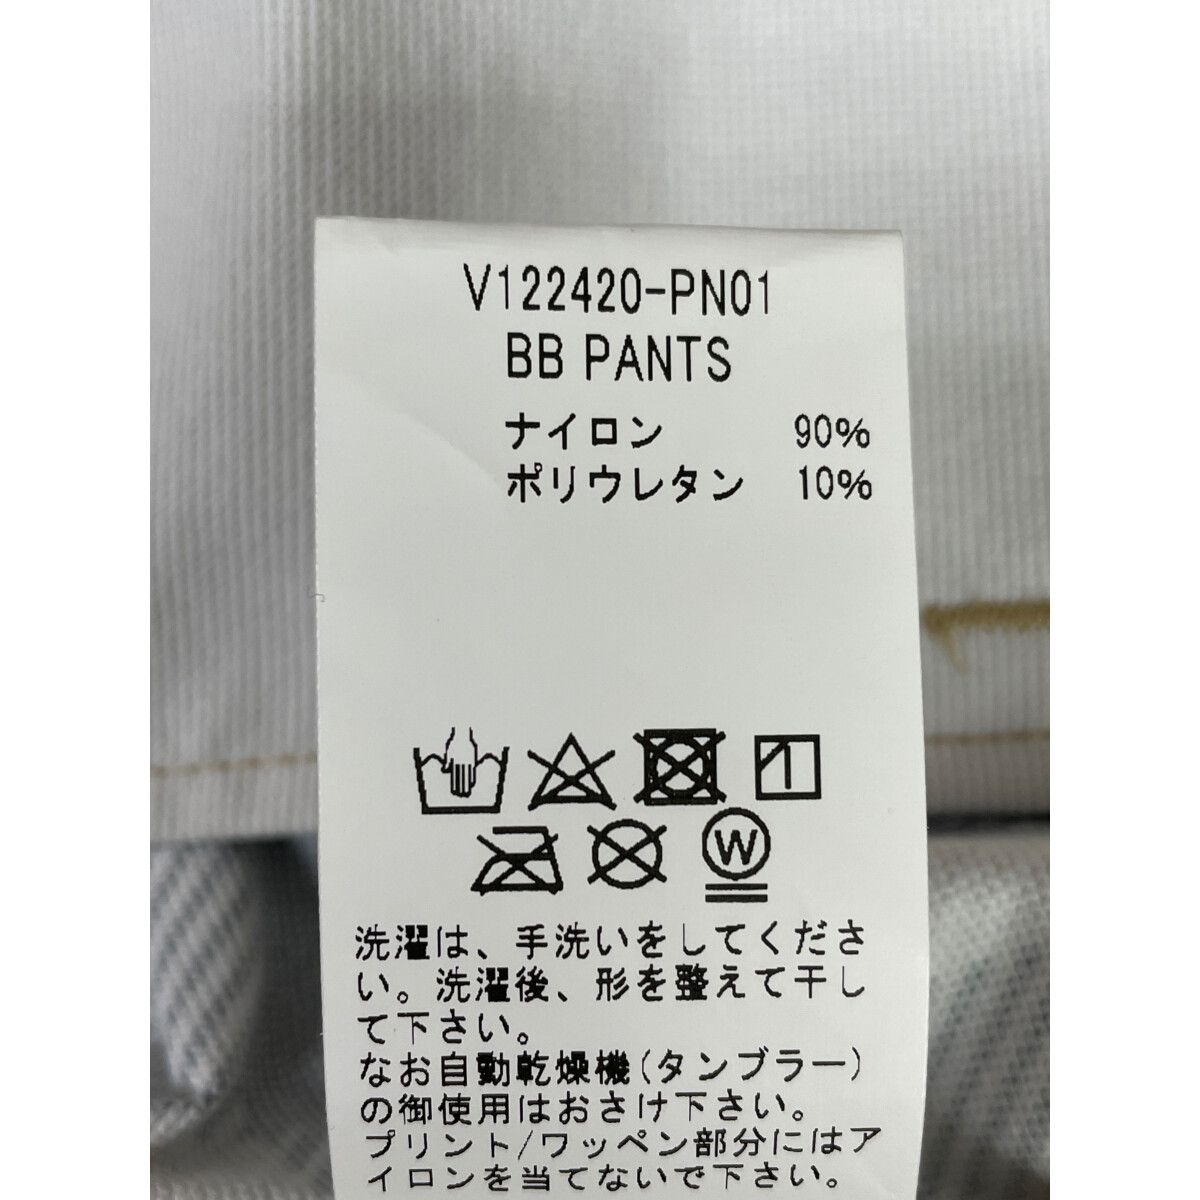 V122420-PN01
BB PANTS
ナイロン 90%
ポリウレタン 10%
W
洗濯は、手洗いをしてくださ
い。洗濯後、形を整えて干し
て下さい。
なお自動乾燥機(タンブラー)
の御使用はおさけ下さい。
プリント/ワッペン部分にはア
イロンを当てないで下さい。